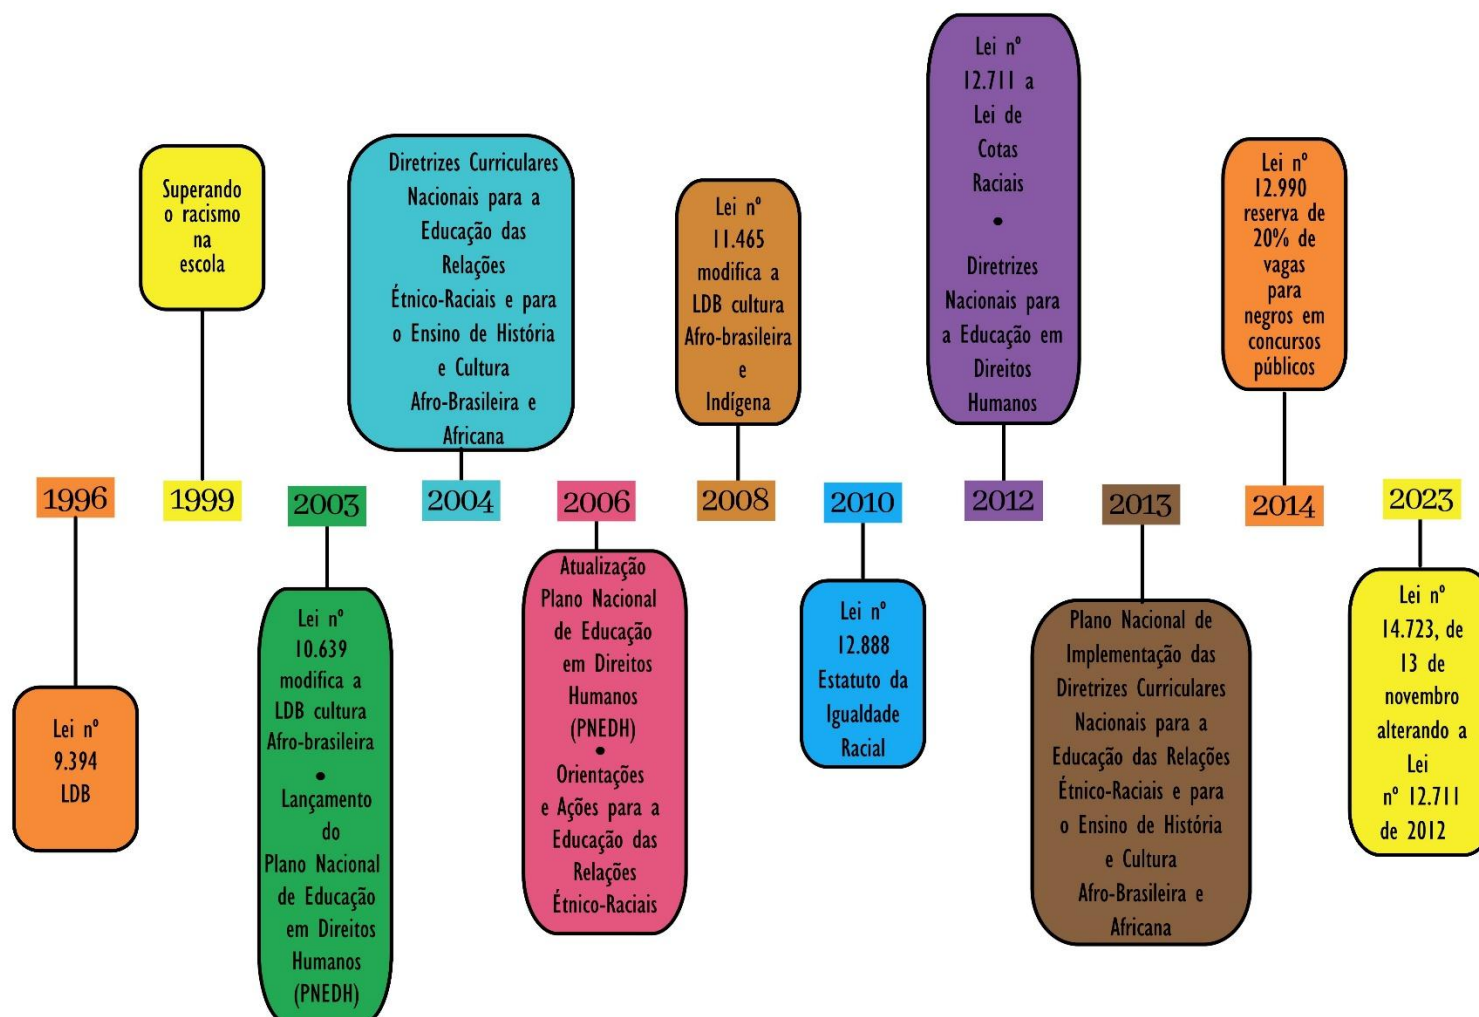 1996
Lei nº
9.394
LDB
1999
Superando
o racismo
na
escola
2003
Lei nº
10.639
modifica a
LDB cultura
Afro-brasileira
•
Lançamento
do
Plano Nacional
de Educação
em Direitos
Humanos
(PNEDH)
2004
Diretrizes Curriculares
Nacionais para a
Educação das
Relações
Étnico-Raciais e para
o Ensino de História
e Cultura
Afro-Brasileira e
Africana
2006
Atualização
Plano Nacional
de Educação
em Direitos
Humanos
(PNEDH)
•
Orientações
e Ações para a
Educação das
Relações
Étnico-Raciais
2008
Lei nº
11.465
modifica a
LDB cultura
Afro-brasileira
e
Indígena
2010
Lei nº
12.888
Estatuto da
Igualdade
Racial
2012
Lei nº
12.711 a
Lei de
Cotas
Raciais
•
Diretrizes
Nacionais para
a Educação em
Direitos
Humanos
2013
Plano Nacional de
Implementação das
Diretrizes Curriculares
Nacionais para a
Educação das Relações
Étnico-Raciais e para
o Ensino de História
e Cultura
Afro-Brasileira e
Africana
2014
Lei nº
12.990
reserva de
20% de
vagas
para
negros em
concursos
públicos
2023
Lei nº
14.723, de
13 de
novembro
alterando a
Lei
nº 12.711
de 2012